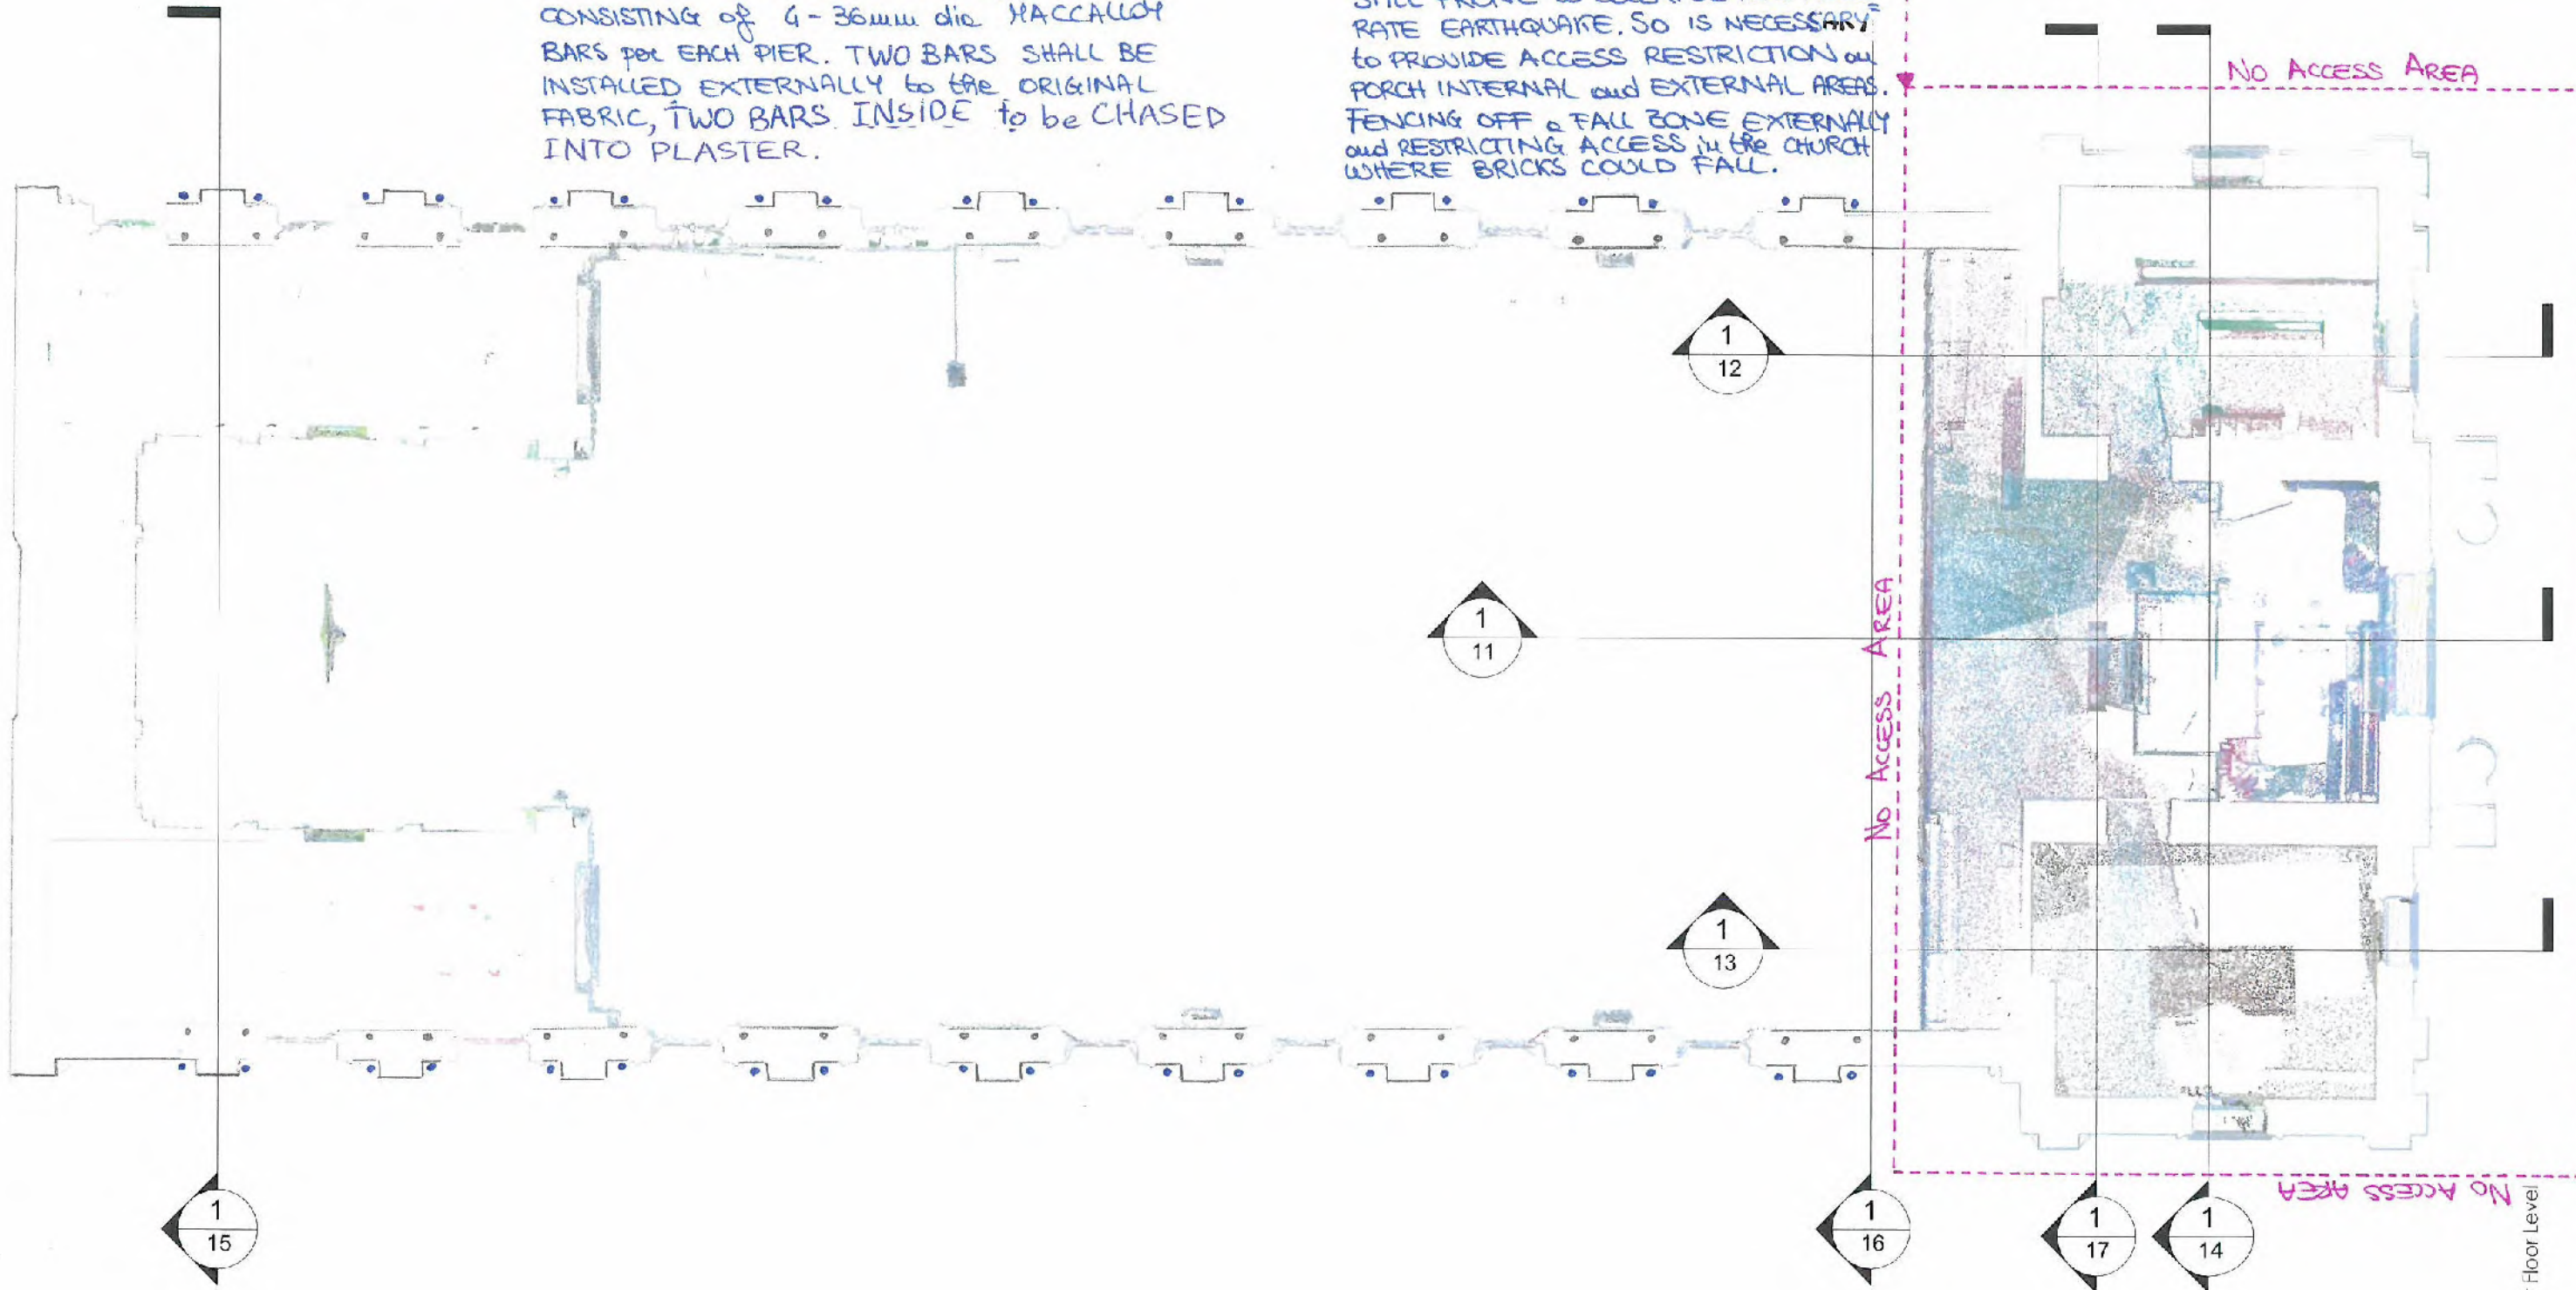 CONSISTING of 4-36mm dia MACCALLOY
BARS per EACH PIER. TWO BARS SHALL BE
INSTALLED EXTERNALLY to the ORIGINAL
FABRIC, TWO BARS INSIDE to be CHASED
INTO PLASTER.
STILL PRONE
RATE EARTHQUAKE. SO IS NECESSARY
to PROVIDE ACCESS RESTRICTION on
PORCH INTERNAL and EXTERNAL AREAS.
FENCING OFF a FALL ZONE EXTERNALLY
and RESTRICTING ACCESS in the CHURCH
WHERE BRICKS COULD FALL.
No ACCESS AREA
1
12
1
11
No ACCESS AREA
1
13
No ACCESS AREA
1
15
1
16
1
17
1
14
Floor Level